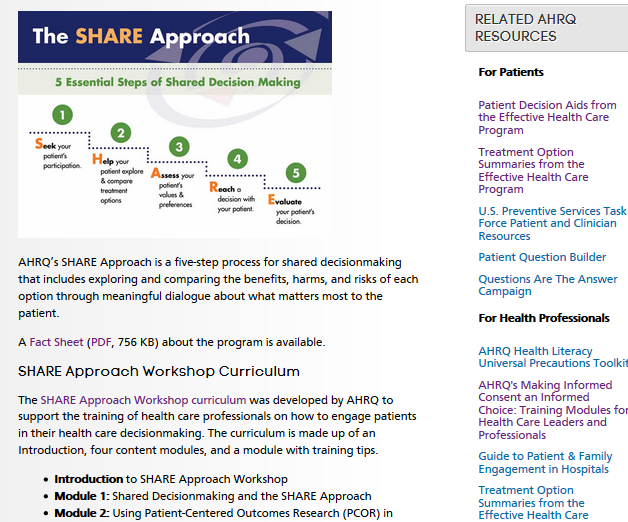 The SHARE Approach
5 Essential Steps of Shared Decision Making
1
Seek your
patient's
participation.
2
Help your
patient explore
& compare
treatment
options
3
Assess your
patient's
values &
preferences
4
Reach a
decision with
your patient.
5
Evaluate
your patient's
decision.
AHRQ's SHARE Approach is a five-step process for shared decisionmaking
that includes exploring and comparing the benefits, harms, and risks of each
option through meaningful dialogue about what matters most to the
patient.
A Fact Sheet (PDF, 756 KB) about the program is available.
SHARE Approach Workshop Curriculum
The SHARE Approach Workshop curriculum was developed by AHRQ to
support the training of health care professionals on how to engage patients
in their health care decisionmaking. The curriculum is made up of an
Introduction, four content modules, and a module with training tips.
• Introduction to SHARE Approach Workshop
• Module 1: Shared Decisionmaking and the SHARE Approach
• Module 2: Using Patient-Centered Outcomes Research (PCOR) in
RELATED AHRQ
RESOURCES
For Patients
Patient Decision Aids from
the Effective Health Care
Program
Treatment Option
Summaries from the
Effective Health Care
Program
U.S. Preventive Services Task
Force Patient and Clinician
Resources
Patient Question Builder
Questions Are The Answer
Campaign
For Health Professionals
AHRQ Health Literacy
Universal Precautions Toolkit
AHRQ's Making Informed
Consent an Informed
Choice: Training Modules for
Health Care Leaders and
Professionals
Guide to Patient & Family
Engagement in Hospitals
Treatment Option
Summaries from the
Effective Health Care